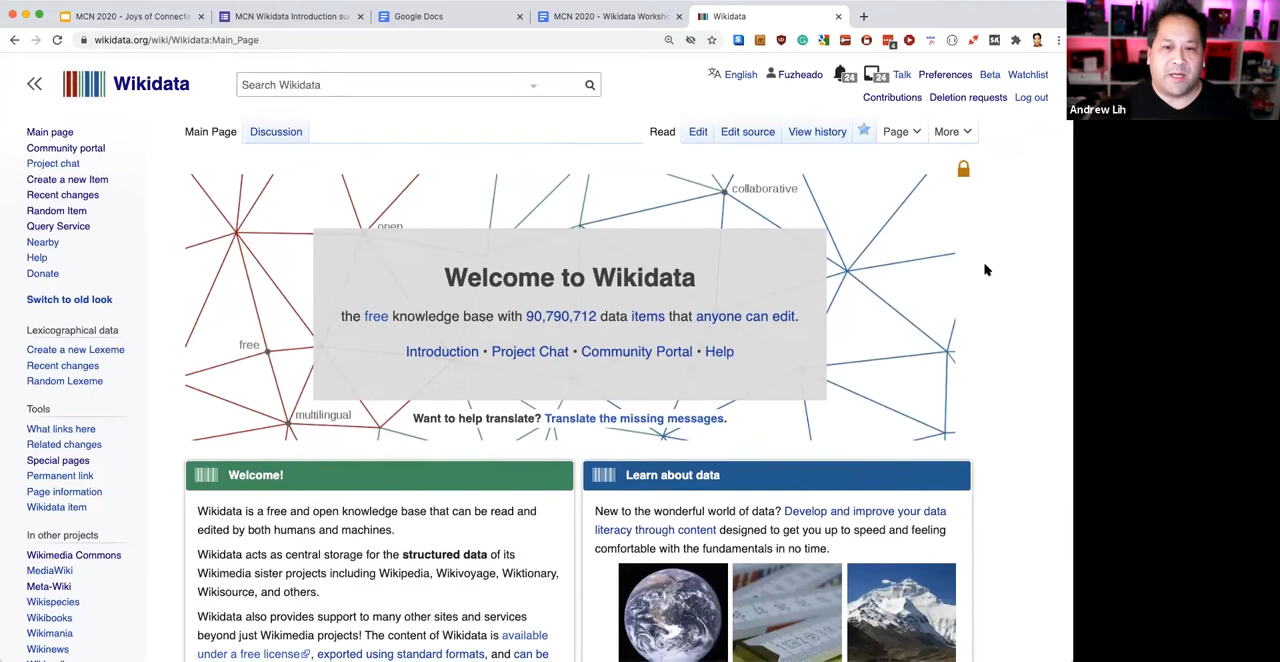 MCN 2020 - Joys of Connecti
MCN Wikidata Introduction su
Google Docs
MCN 2020 - Wikidata Worksho
Wikidata
wikidata.org/wiki/Wikidata:Main_Page
Andrew Lih
Wikidata
Search Wikidata
English Fuzheado 24 24 Talk Preferences Beta Watchlist
Contributions Deletion requests Log out
Main Page Discussion
Read Edit Edit source View history Page More
Main page
Community portal
Project chat
Create a new Item
Recent changes
Random Item
Query Service
Nearby
Help
Donate
Switch to old look
Lexicographical data
Create a new Lexeme
Recent changes
Random Lexeme
Tools
What links here
Related changes
Special pages
Permanent link
Page information
Wikidata item
In other projects
Wikimedia Commons
MediaWiki
Meta-Wiki
Wikispecies
Wikibooks
Wikimania
Wikinews
collaborative
open
free
multilingual
Welcome to Wikidata
the free knowledge base with 90,790,712 data items that anyone can edit.
Introduction • Project Chat • Community Portal • Help
Want to help translate? Translate the missing messages.
Welcome!
Wikidata is a free and open knowledge base that can be read and
edited by both humans and machines.
Wikidata acts as central storage for the structured data of its
Wikimedia sister projects including Wikipedia, Wikivoyage, Wiktionary,
Wikisource, and others.
Wikidata also provides support to many other sites and services
beyond just Wikimedia projects! The content of Wikidata is available
under a free license, exported using standard formats, and can be
Learn about data
New to the wonderful world of data? Develop and improve your data
literacy through content designed to get you up to speed and feeling
comfortable with the fundamentals in no time.